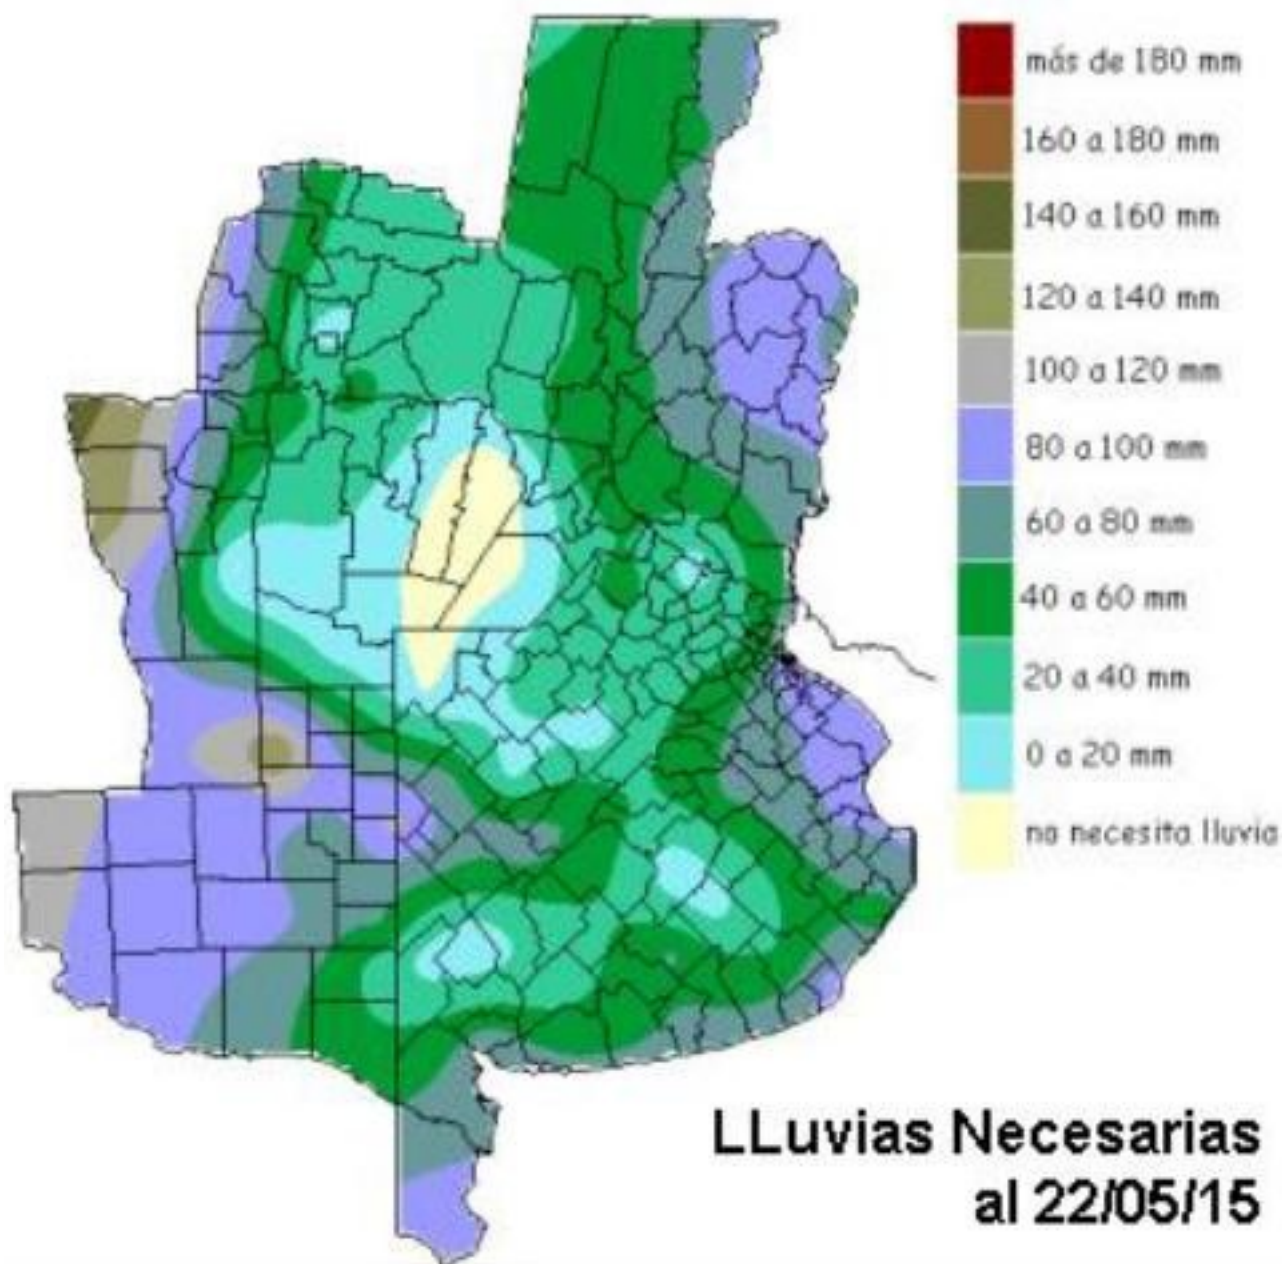 más de 180 mm
160 a 180 mm
140 a 160 mm
120 a 140 mm
100 a 120 mm
80 a 100 mm
60 a 80 mm
40 a 60 mm
20 a 40 mm
0 a 20 mm
no necesita lluvia
LLuvias Necesarias
al 22/05/15